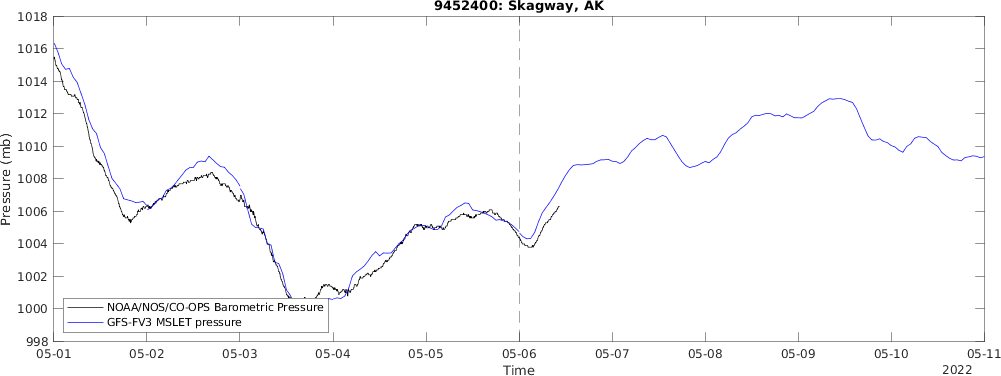 9452400: Skagway, AK
Pressure (mb)
1018
1016
1014
1012
1010
1008
1006
1004
1002
1000
998
NOAA/NOS/CO-OPS Barometric Pressure
GFS-FV3 MSLET pressure
05-01 05-02 05-03 05-04 05-05 05-06 05-07 05-08 05-09 05-10 05-11
Time
2022